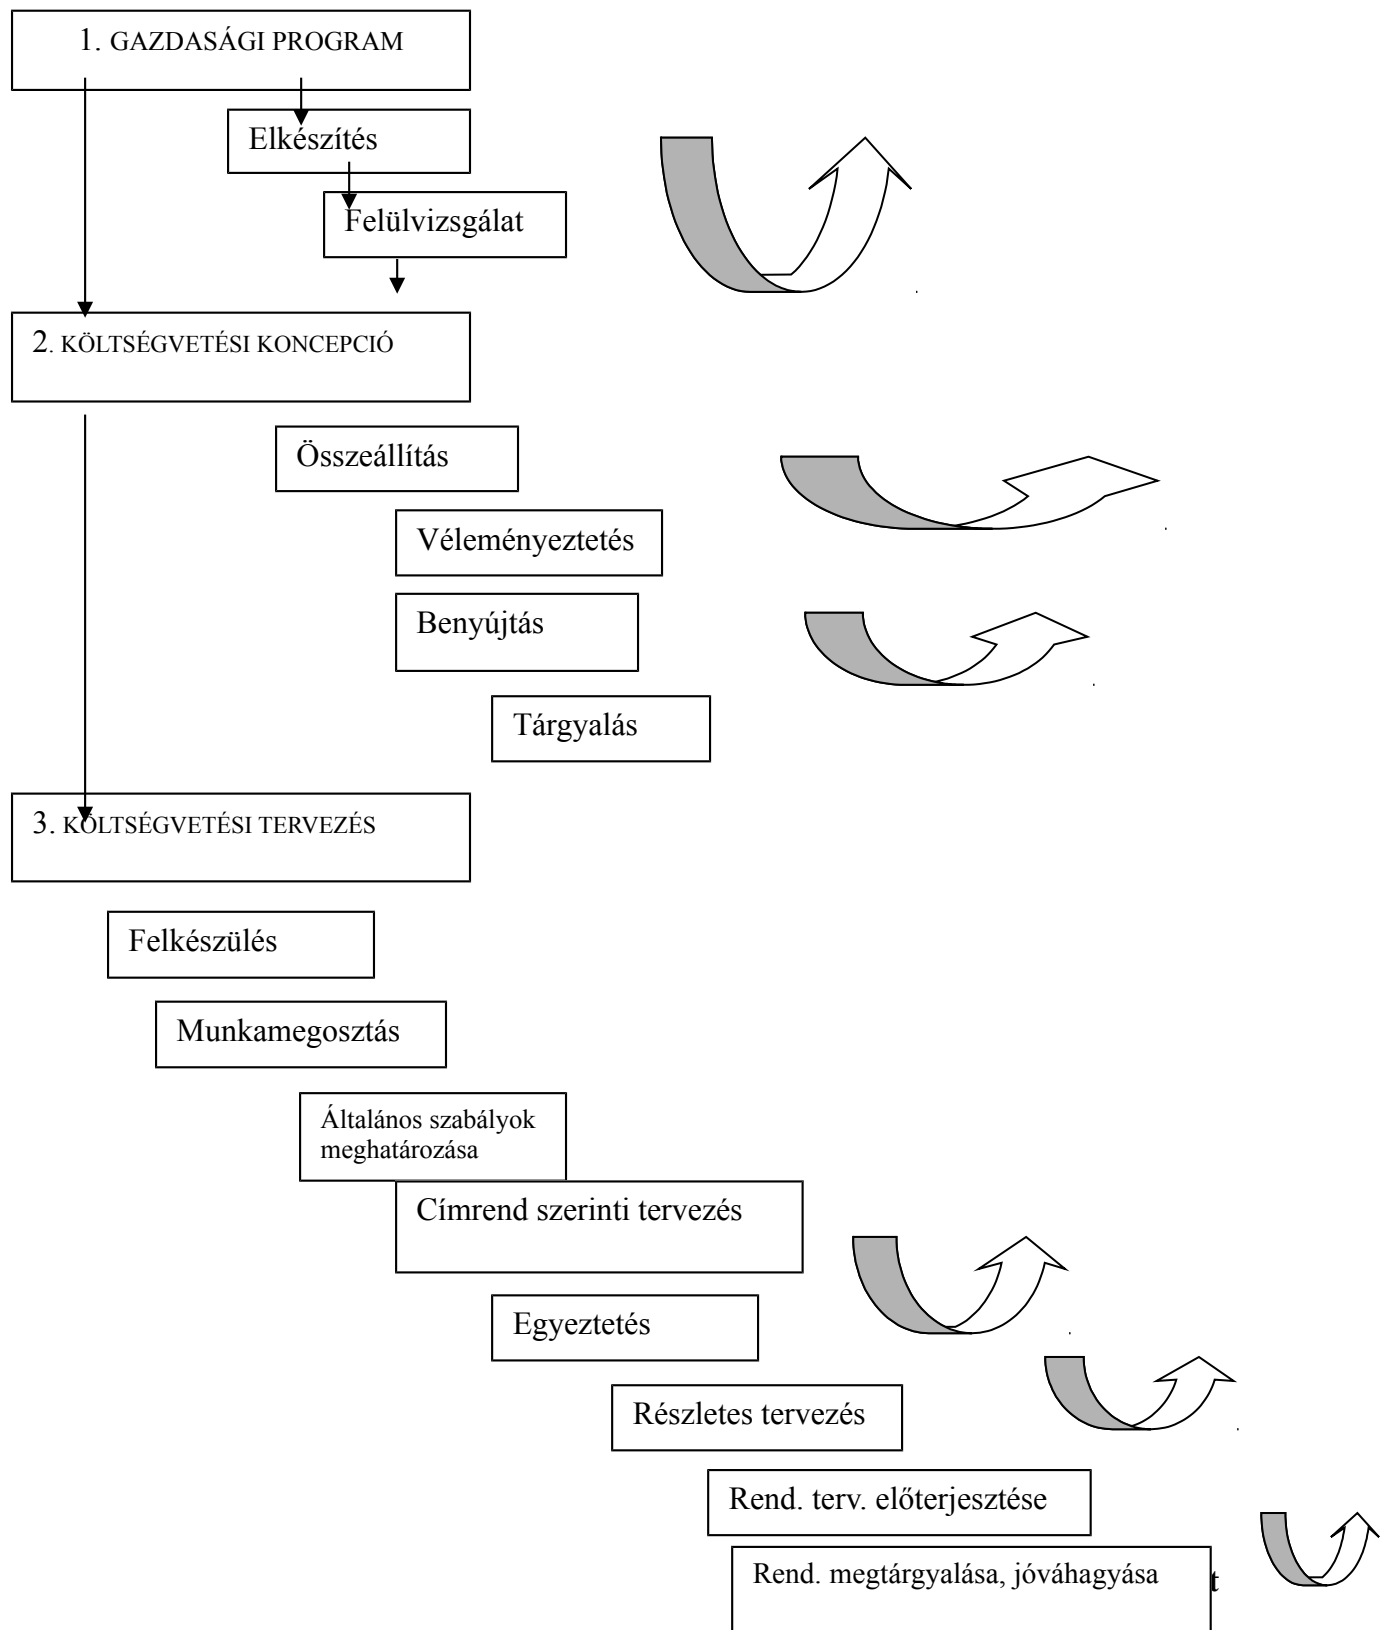 1. GAZDASÁGI PROGRAM
Elkészítés
Felülvizsgálat
2. KÖLTSÉGVETÉSI KONCEPCIÓ
Összeállítás
Véleményeztetés
Benyújtás
Tárgyalás
3. KÖLTSÉGVETÉSI TERVEZÉS
Felkészülés
Munkamegosztás
Általános szabályok
meghatározása
Címrend szerinti tervezés
Egyeztetés
Részletes tervezés
Rend. terv. előterjesztése
Rend. megtárgyalása, jóváhagyása